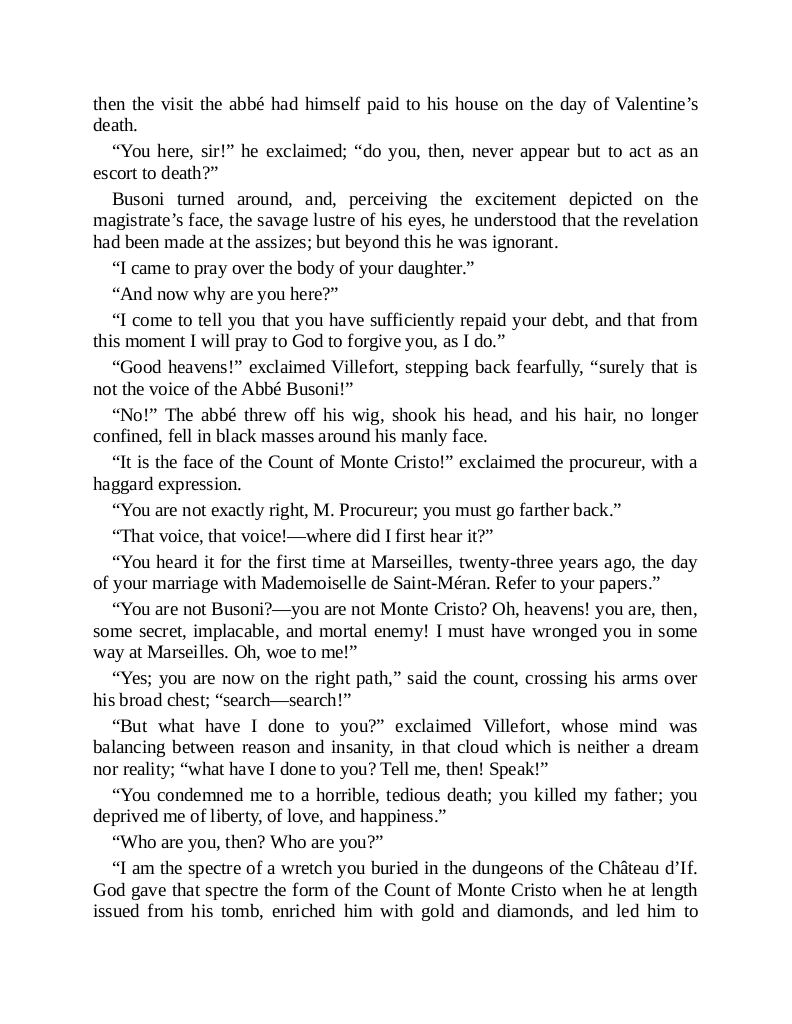 then the visit the abbé had himself paid to his house on the day of Valentine’s
death.
“You here, sir!” he exclaimed; “do you, then, never appear but to act as an
escort to death?”
Busoni turned around, and, perceiving the excitement depicted on the
magistrate’s face, the savage lustre of his eyes, he understood that the revelation
had been made at the assizes; but beyond this he was ignorant.
“I came to pray over the body of your daughter.”
“And now why are you here?”
“I come to tell you that you have sufficiently repaid your debt, and that from
this moment I will pray to God to forgive you, as I do.”
“Good heavens!” exclaimed Villefort, stepping back fearfully, “surely that is
not the voice of the Abbé Busoni!”
“No!” The abbé threw off his wig, shook his head, and his hair, no longer
confined, fell in black masses around his manly face.
“It is the face of the Count of Monte Cristo!” exclaimed the procureur, with a
haggard expression.
“You are not exactly right, M. Procureur; you must go farther back.”
“That voice, that voice!—where did I first hear it?”
“You heard it for the first time at Marseilles, twenty-three years ago, the day
of your marriage with Mademoiselle de Saint-Méran. Refer to your papers.”
“You are not Busoni?—you are not Monte Cristo? Oh, heavens! you are, then,
some secret, implacable, and mortal enemy! I must have wronged you in some
way at Marseilles. Oh, woe to me!”
“Yes; you are now on the right path,” said the count, crossing his arms over
his broad chest; “search—search!”
“But what have I done to you?” exclaimed Villefort, whose mind was
balancing between reason and insanity, in that cloud which is neither a dream
nor reality; “what have I done to you? Tell me, then! Speak!”
“You condemned me to a horrible, tedious death; you killed my father; you
deprived me of liberty, of love, and happiness.”
“Who are you, then? Who are you?”
“I am the spectre of a wretch you buried in the dungeons of the Château d’If.
God gave that spectre the form of the Count of Monte Cristo when he at length
issued from his tomb, enriched him with gold and diamonds, and led him to